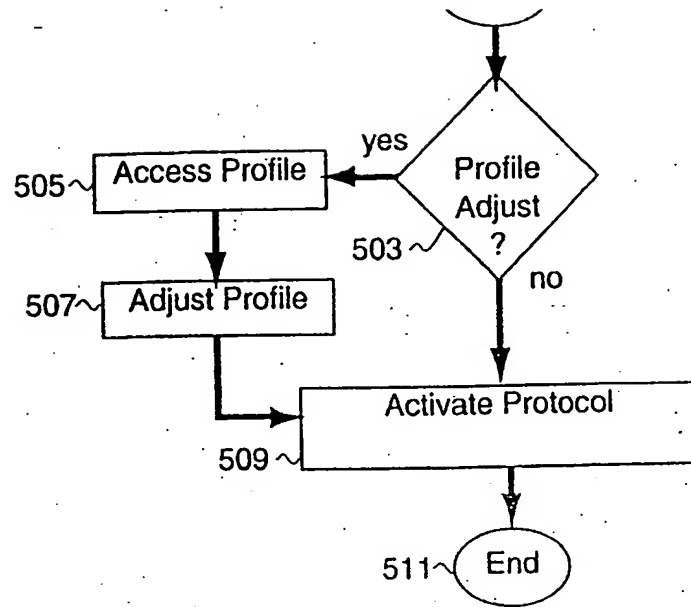 yes
Access Profile
505
Profile
Adjust
?
503
no
Adjust Profile
507
Activate Protocol
509
End
511